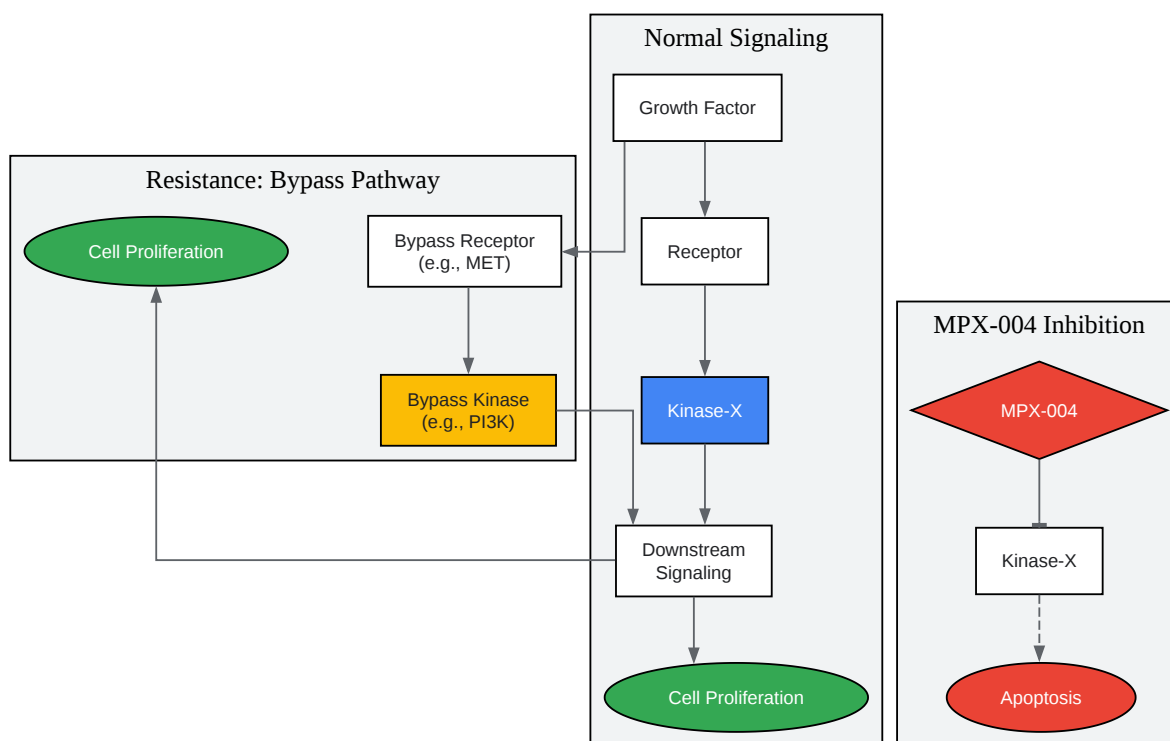 Normal Signaling
Growth Factor
Receptor
Kinase-X
Downstream
Signaling
Cell Proliferation
Resistance: Bypass Pathway
Cell Proliferation
Bypass Receptor
(e.g., MET)
Bypass Kinase
(e.g., PI3K)
MPX-004 Inhibition
MPX-004
Kinase-X
Apoptosis